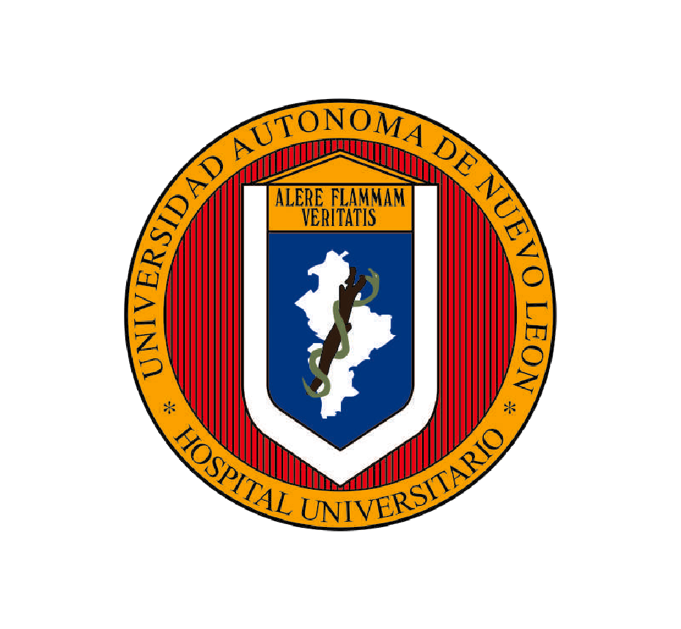 UNIVERSIDAD AUTONOMA DE NUEVO LEON
ALERE FLAMMAM
VERITATIS
* HOSPITAL UNIVERSITARIO *